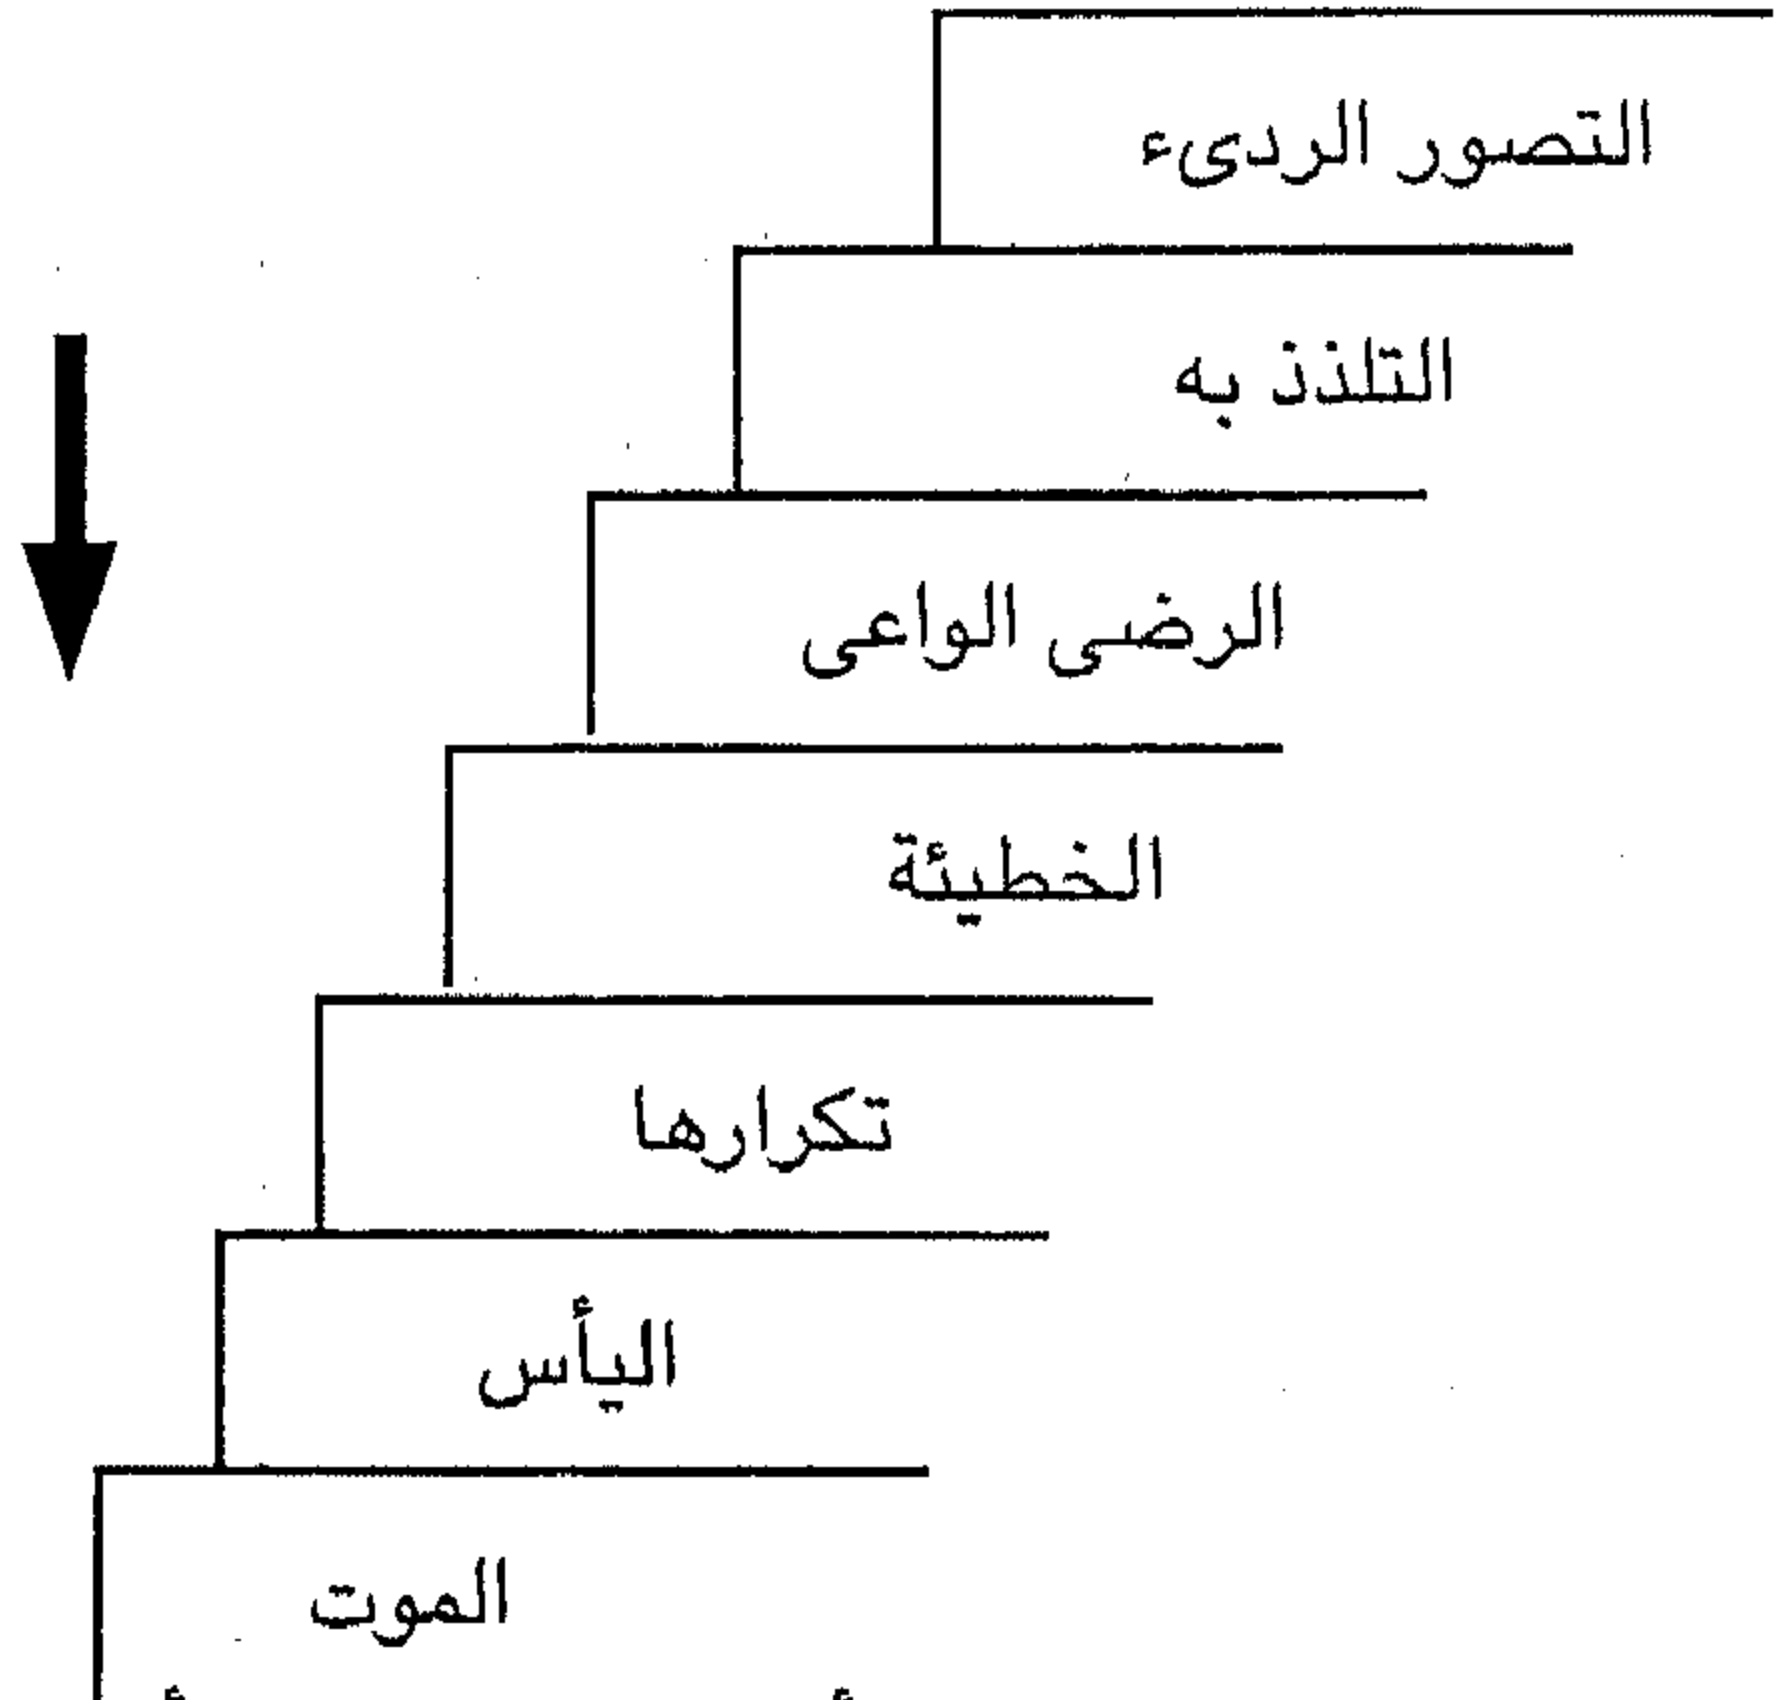 التصور الردىء
التلذذ به
الرضى الواعى
الخطيئة
تكرارها
اليأس
الموت